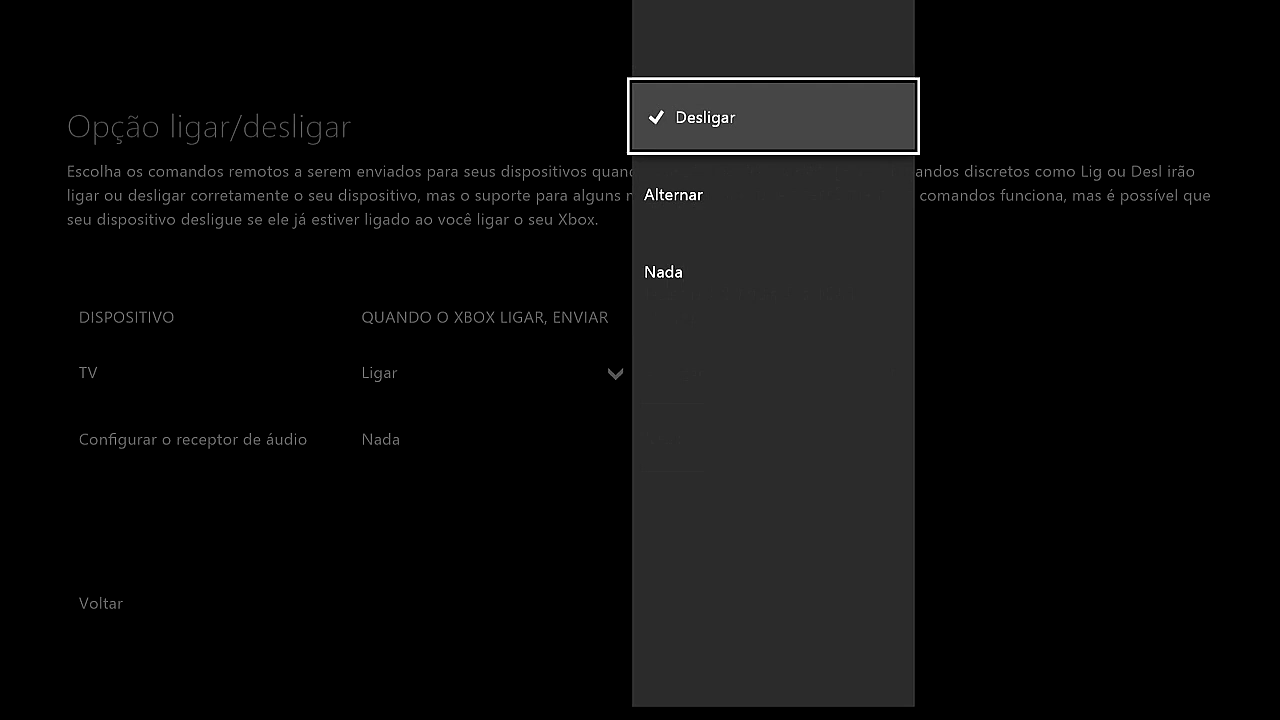 Opção ligar/desligar
Escolha os comandos remotos a serem enviados para seus dispositivos discretos como Lig ou Desl irão
ligar ou desligar corretamente o seu dispositivo, mas o suporte para alguns comandos funciona, mas é possível que
seu dispositivo desligue se ele já estiver ligado ao você ligar o seu Xbox.
Desligar
Alternar
Nada
DISPOSITIVO QUANDO O XBOX LIGAR, ENVIAR
TV Ligar
Configurar o receptor de áudio Nada
Voltar